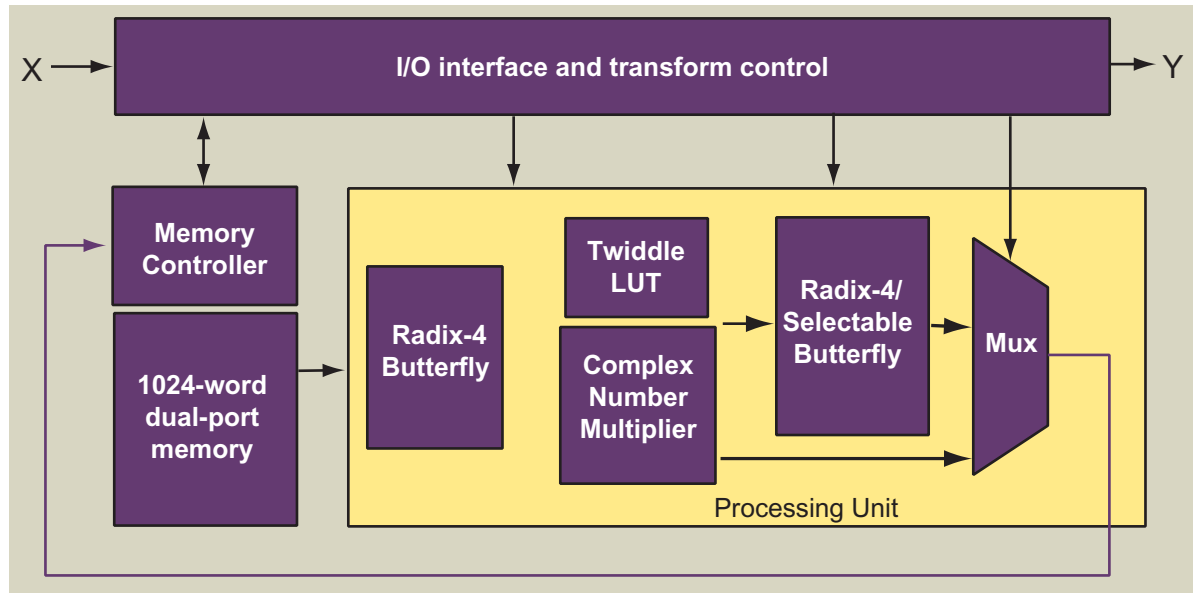 X
I/O interface and transform control
Y
Memory
Controller
1024-word
dual-port
memory
Radix-4
Butterfly
Twiddle
LUT
Complex
Number
Multiplier
Radix-4/
Selectable
Butterfly
Mux
Processing Unit